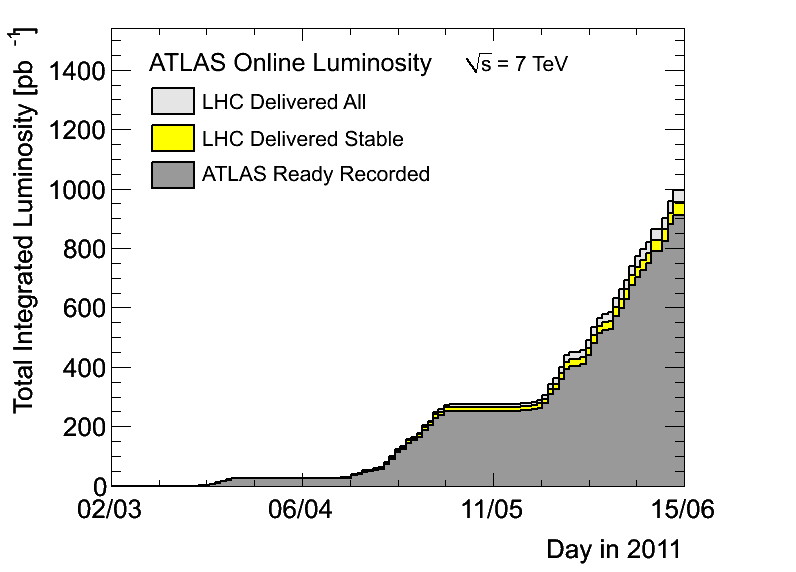 ATLAS Online Luminosity √s = 7 TeV
LHC Delivered All
LHC Delivered Stable
ATLAS Ready Recorded
Total Integrated Luminosity [pb⁻¹]
1400
1200
1000
800
600
400
200
0
02/03 06/04 11/05 15/06
Day in 2011